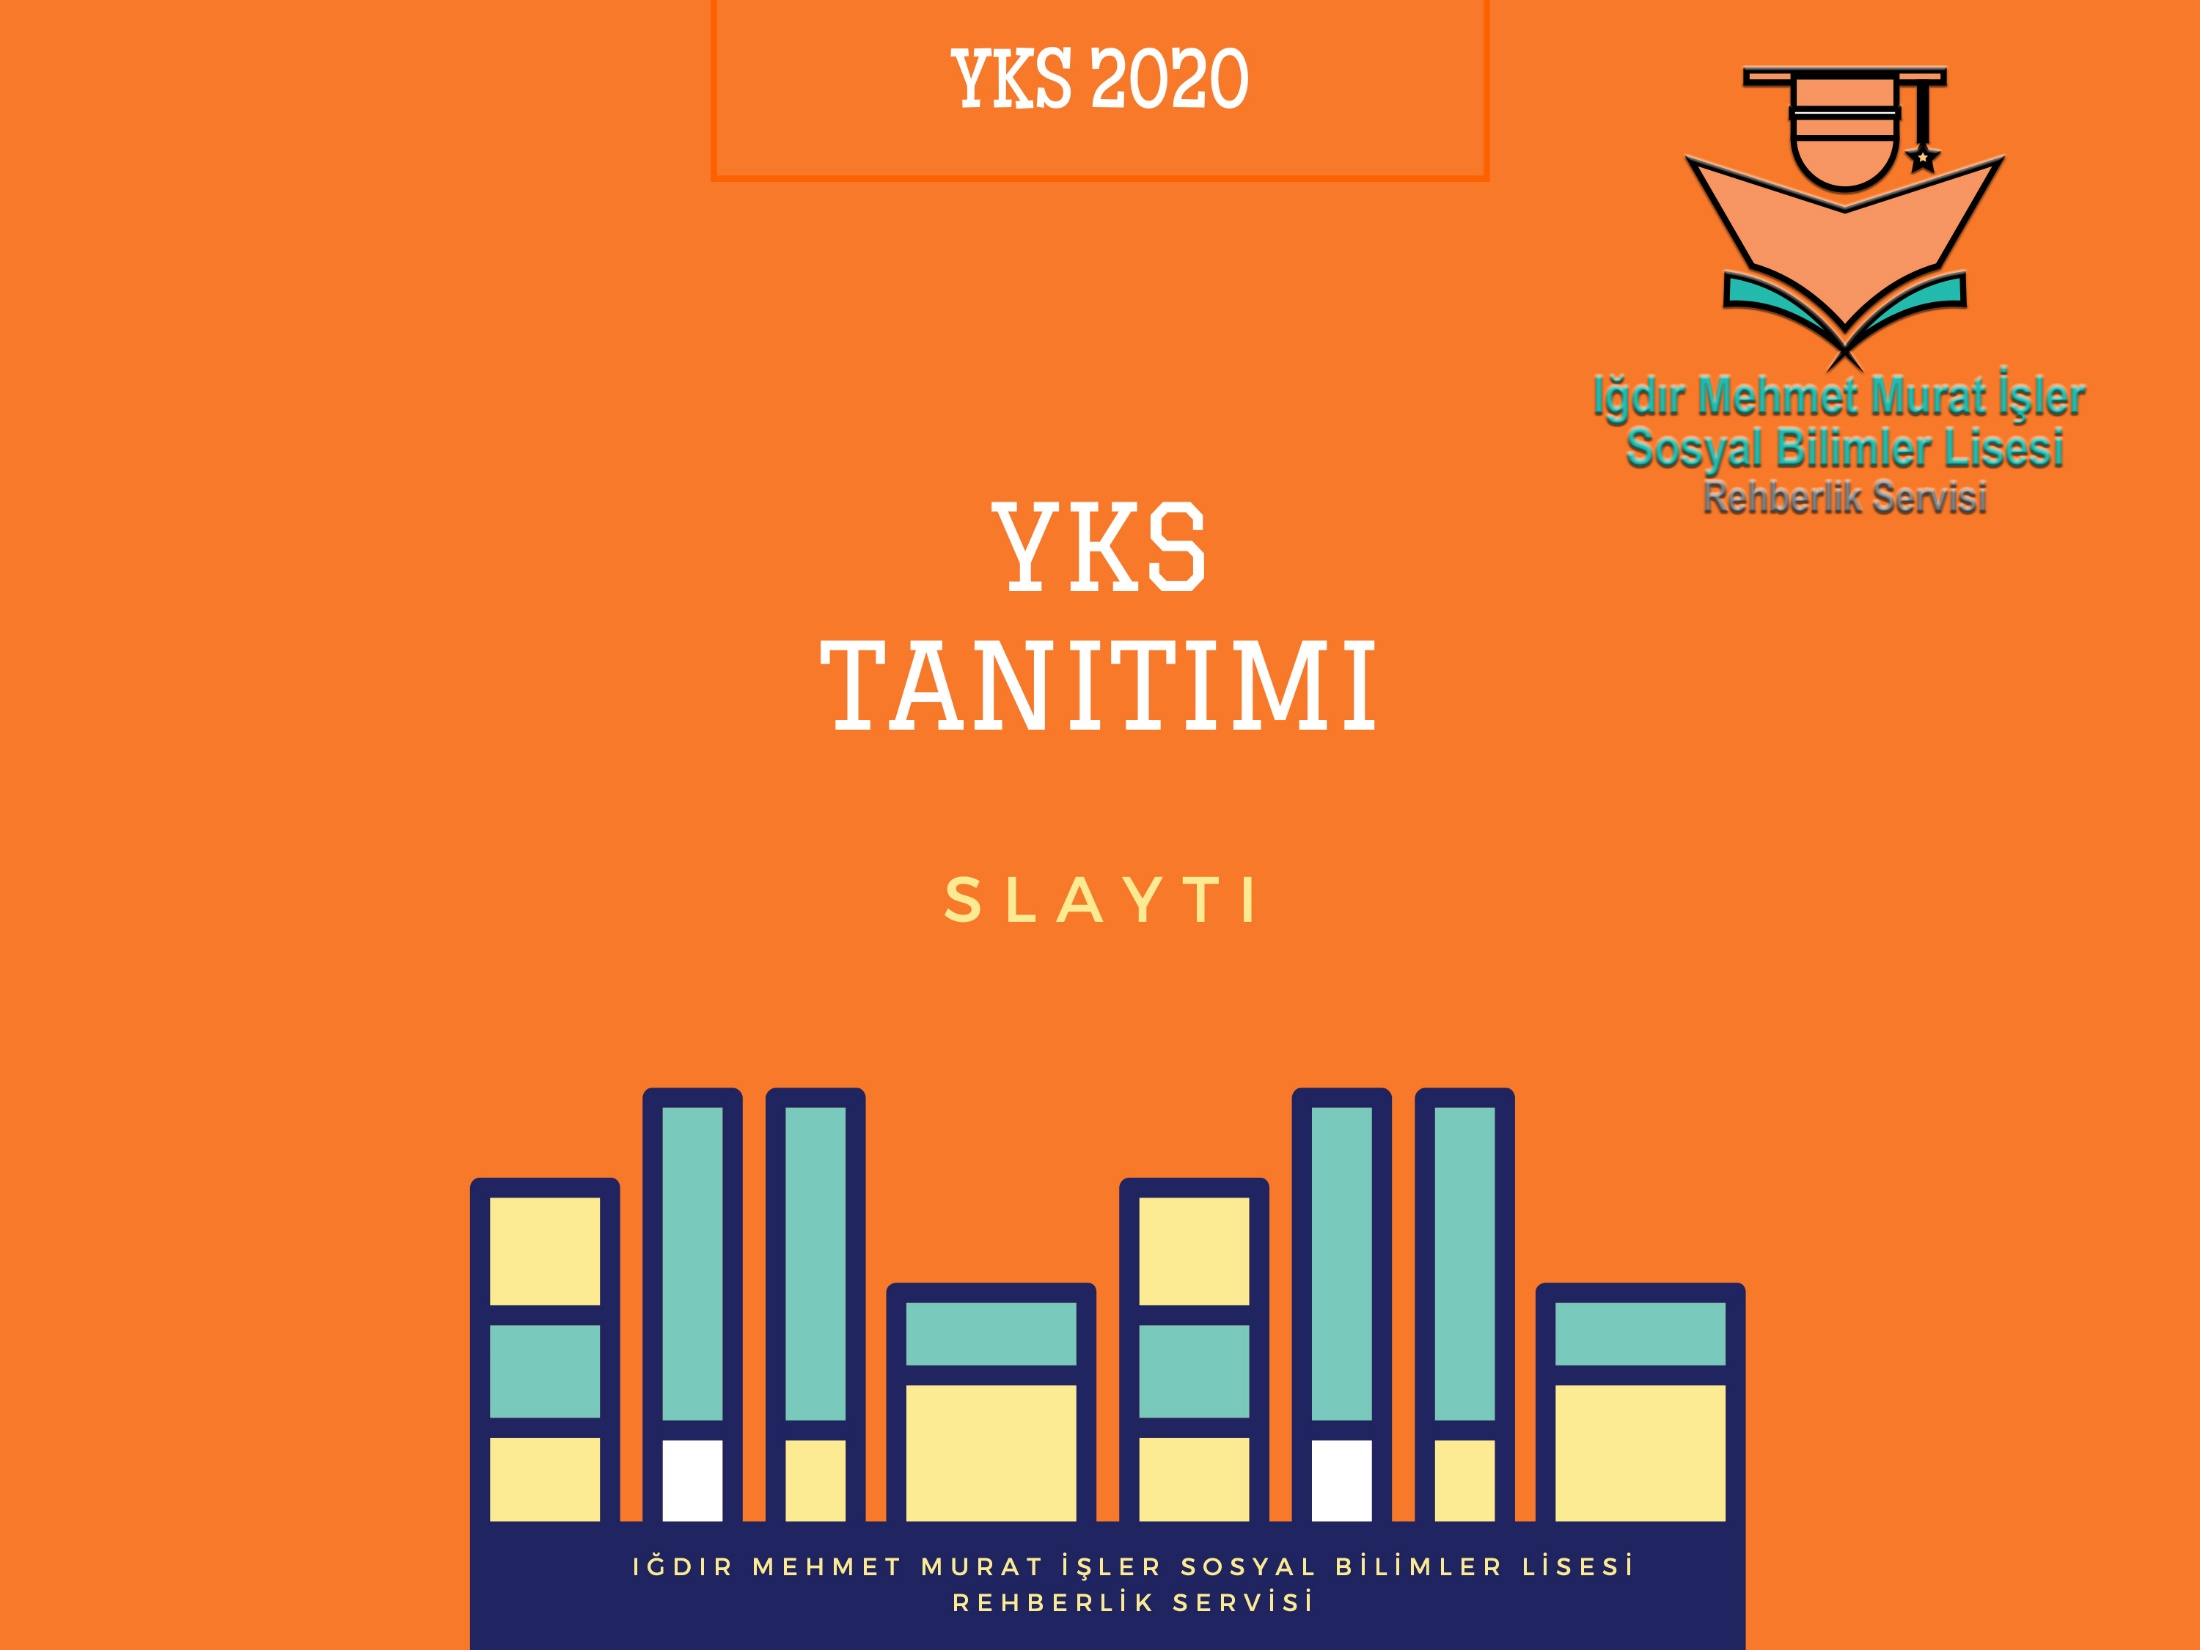 YKS 2020
Iğdır Mehmet Murat İşler
Sosyal Bilimler Lisesi
Rehberlik Servisi
YKS
TANITIMI
SLAYTI
IĞDIR MEHMET MURAT İŞLER SOSYAL BİLİMLER LİSESİ
REHBERLİK SERVİSİ